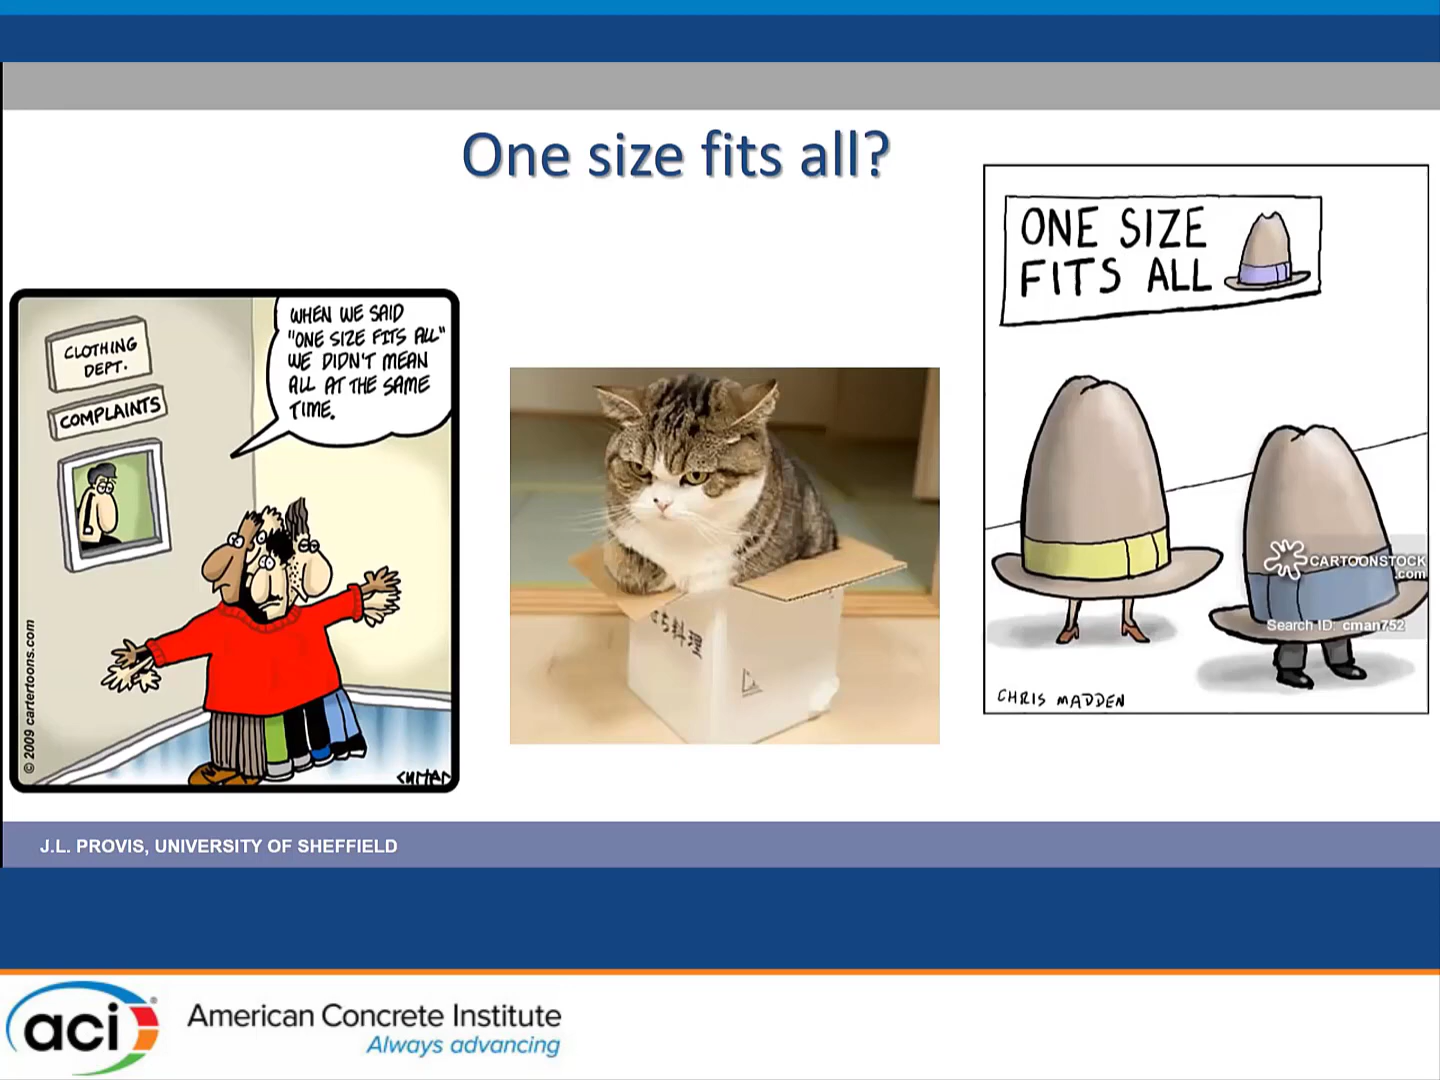 One size fits all?
CLOTHING
DEPT.
COMPLAINTS
WHEN WE SAID
"ONE SIZE FITS ALL"
WE DIDN'T MEAN
ALL AT THE SAME
TIME.
© 2009 cartertoons.com
ONE SIZE
FITS ALL
CARTOONSTOCK
.com
Search ID: cman752
CHRIS MADDEN
J.L. PROVIS, UNIVERSITY OF SHEFFIELD
aci
American Concrete Institute
Always advancing